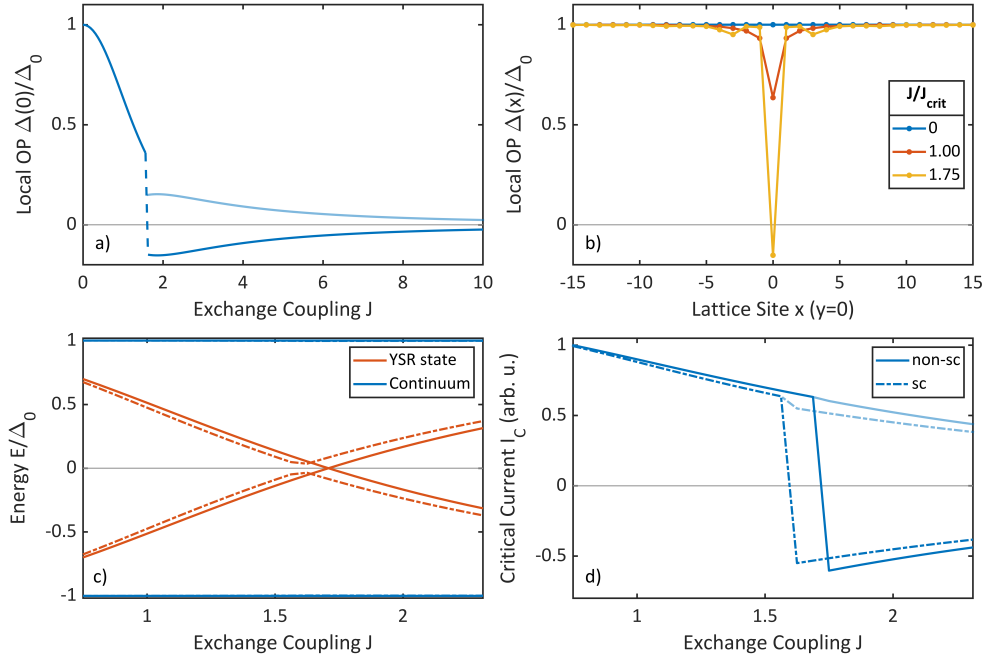 Local OP Δ(0)/Δ0
1
0.5
0
a)
0 2 4 6 8 10
Exchange Coupling J
Local OP Δ(x)/Δ0
1
0.5
0
b)
J/Jcrit
0
1.00
1.75
-15 -10 -5 0 5 10 15
Lattice Site x (y=0)
Energy E/Δ0
1
0.5
0
-0.5
-1
c)
YSR state
Continuum
1 1.5 2
Exchange Coupling J
Critical Current IC (arb. u.)
1
0.5
0
-0.5
d)
non-sc
sc
1 1.5 2
Exchange Coupling J